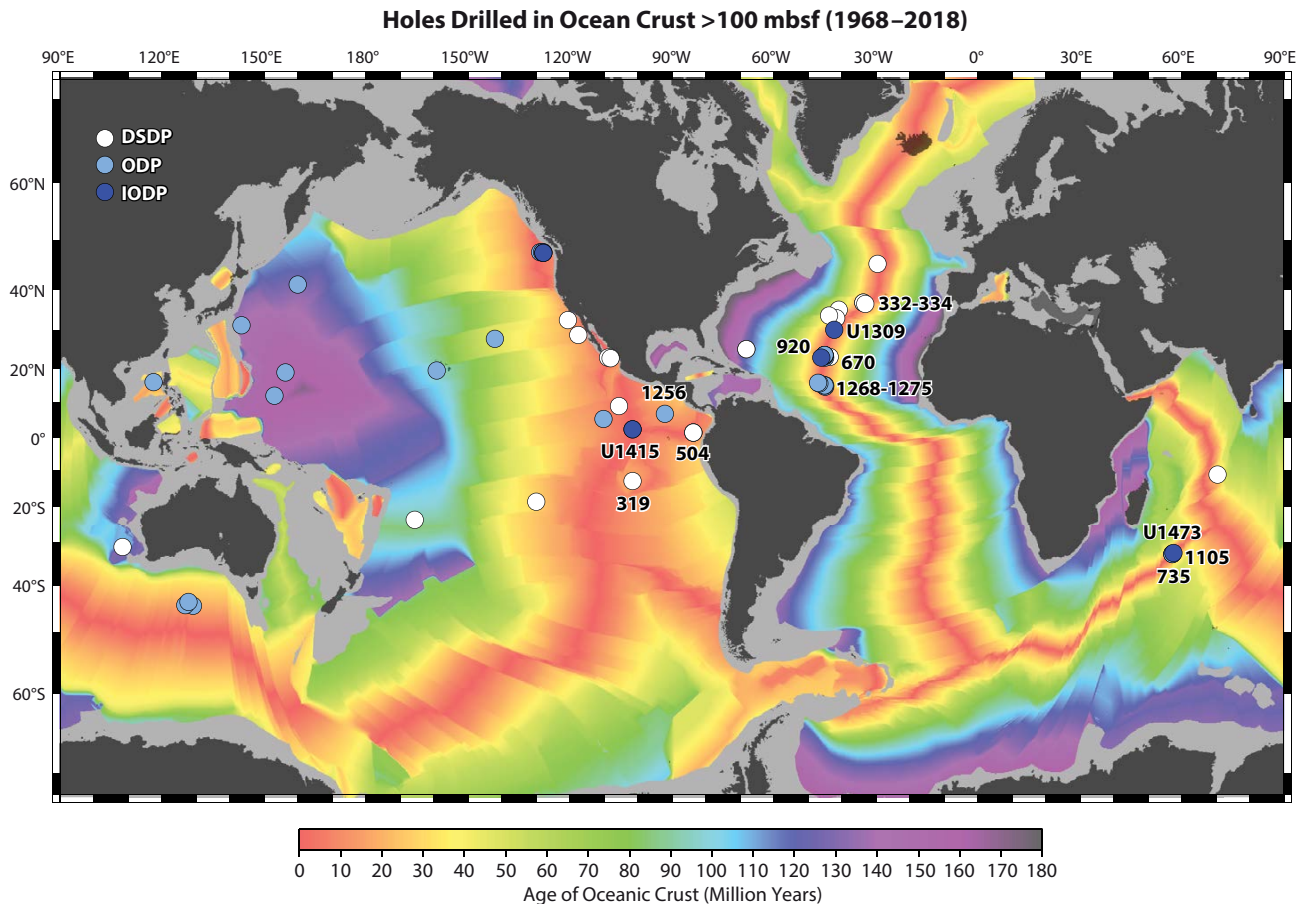 Holes Drilled in Ocean Crust >100 mbsf (1968–2018)
90°E 120°E 150°E 180° 150°W 120°W 90°W 60°W 30°W 0° 30°E 60°E 90°E
DSDP
ODP
IODP
60°N
40°N
20°N
0°
20°S
40°S
60°S
332-334
U1309
920
670
1268-1275
1256
U1415
504
319
U1473
1105
735
0 10 20 30 40 50 60 70 80 90 100 110 120 130 140 150 160 170 180
Age of Oceanic Crust (Million Years)